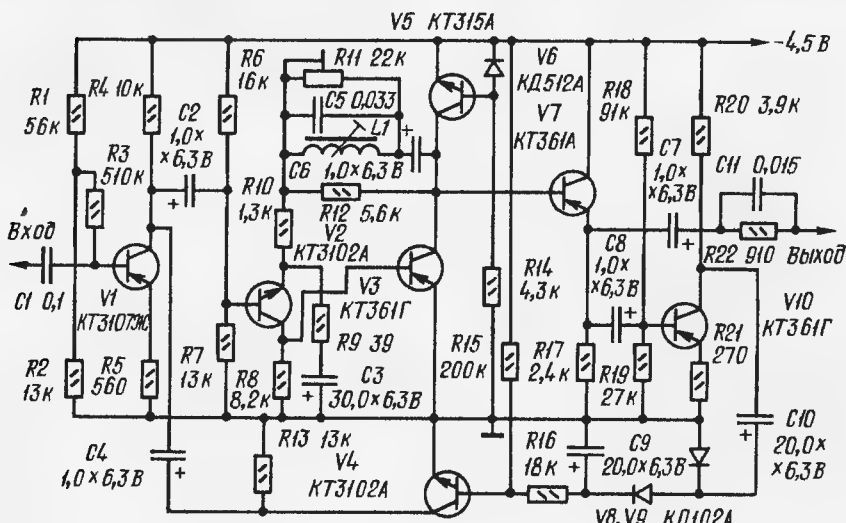 V5 КТ315А
-4,5 В
R1
56к
R4 10к
R3
510к
C2
1,0×
×6,3В
R6
16к
R11 22к
C5 0,033
L1
C6
1,0×6,3В
R10
1,3к
R12 5,6к
V2
КТ3102А
V6
КД512А
V7
КТ361А
R18
91к
R20 3,9к
C7
1,0×
×6,3В
C11
0,015
Вход
C1 0,1
V1
КТ3107Ж
V3
КТ361Г
R14
4,3к
C8
1,0×
×6,3В
R22 910
Выход
V10
КТ361Г
R2
13к
R5
560
R7
13к
R8
8,2к
R9 39
C3
30,0×6,3В
R15
200к
R17
2,4к
R19
27к
R21
270
C4
1,0×6,3В
R13 13к
V4
КТ3102А
R16
18к
C9
20,0×6,3В
C10
20,0×
×6,3В
V8,V9 КД102А